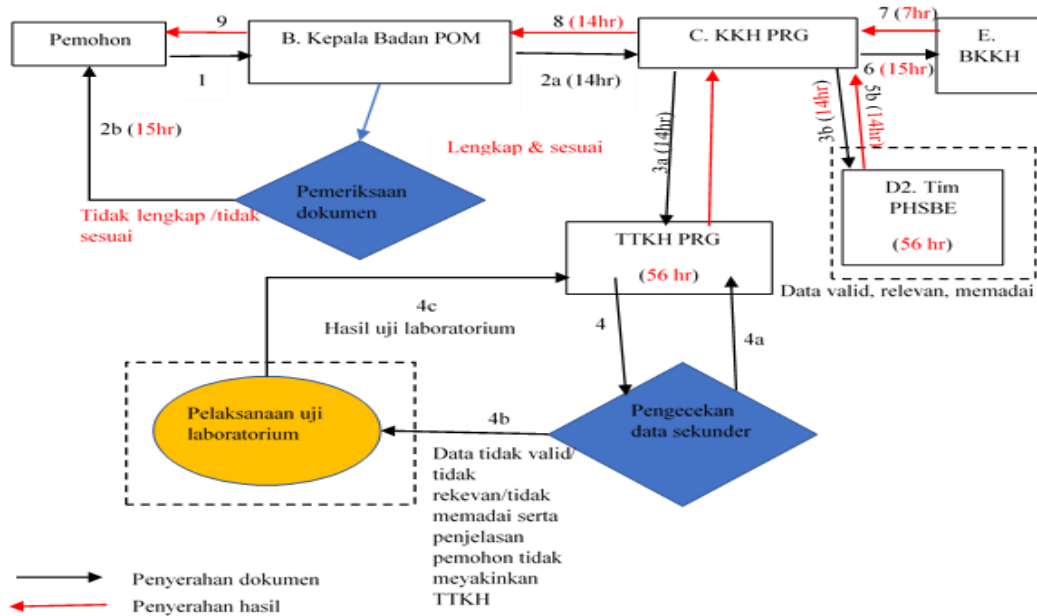 9
8 (14hr)
7 (7hr)
Pemohon
B. Kepala Badan POM
C. KKH PRG
E.
BKKH
1
2a (14hr)
6 (15hr)
2b (15hr)
3a (14hr)
3b (14hr)
5b (14hr)
Lengkap & sesuai
Pemeriksaan
dokumen
Tidak lengkap /tidak
sesuai
D2. Tim
PHSBE
(56 hr)
TTKH PRG
(56 hr)
Data valid, relevan, memadai
4c
Hasil uji laboratorium
4
4a
Pelaksanaan uji
laboratorium
4b
Pengecekan
data sekunder
Data tidak valid/
tidak
rekevan/tidak
memadai serta
penjelasan
pemohon tidak
meyakinkan
TTKH
Penyerahan dokumen
Penyerahan hasil